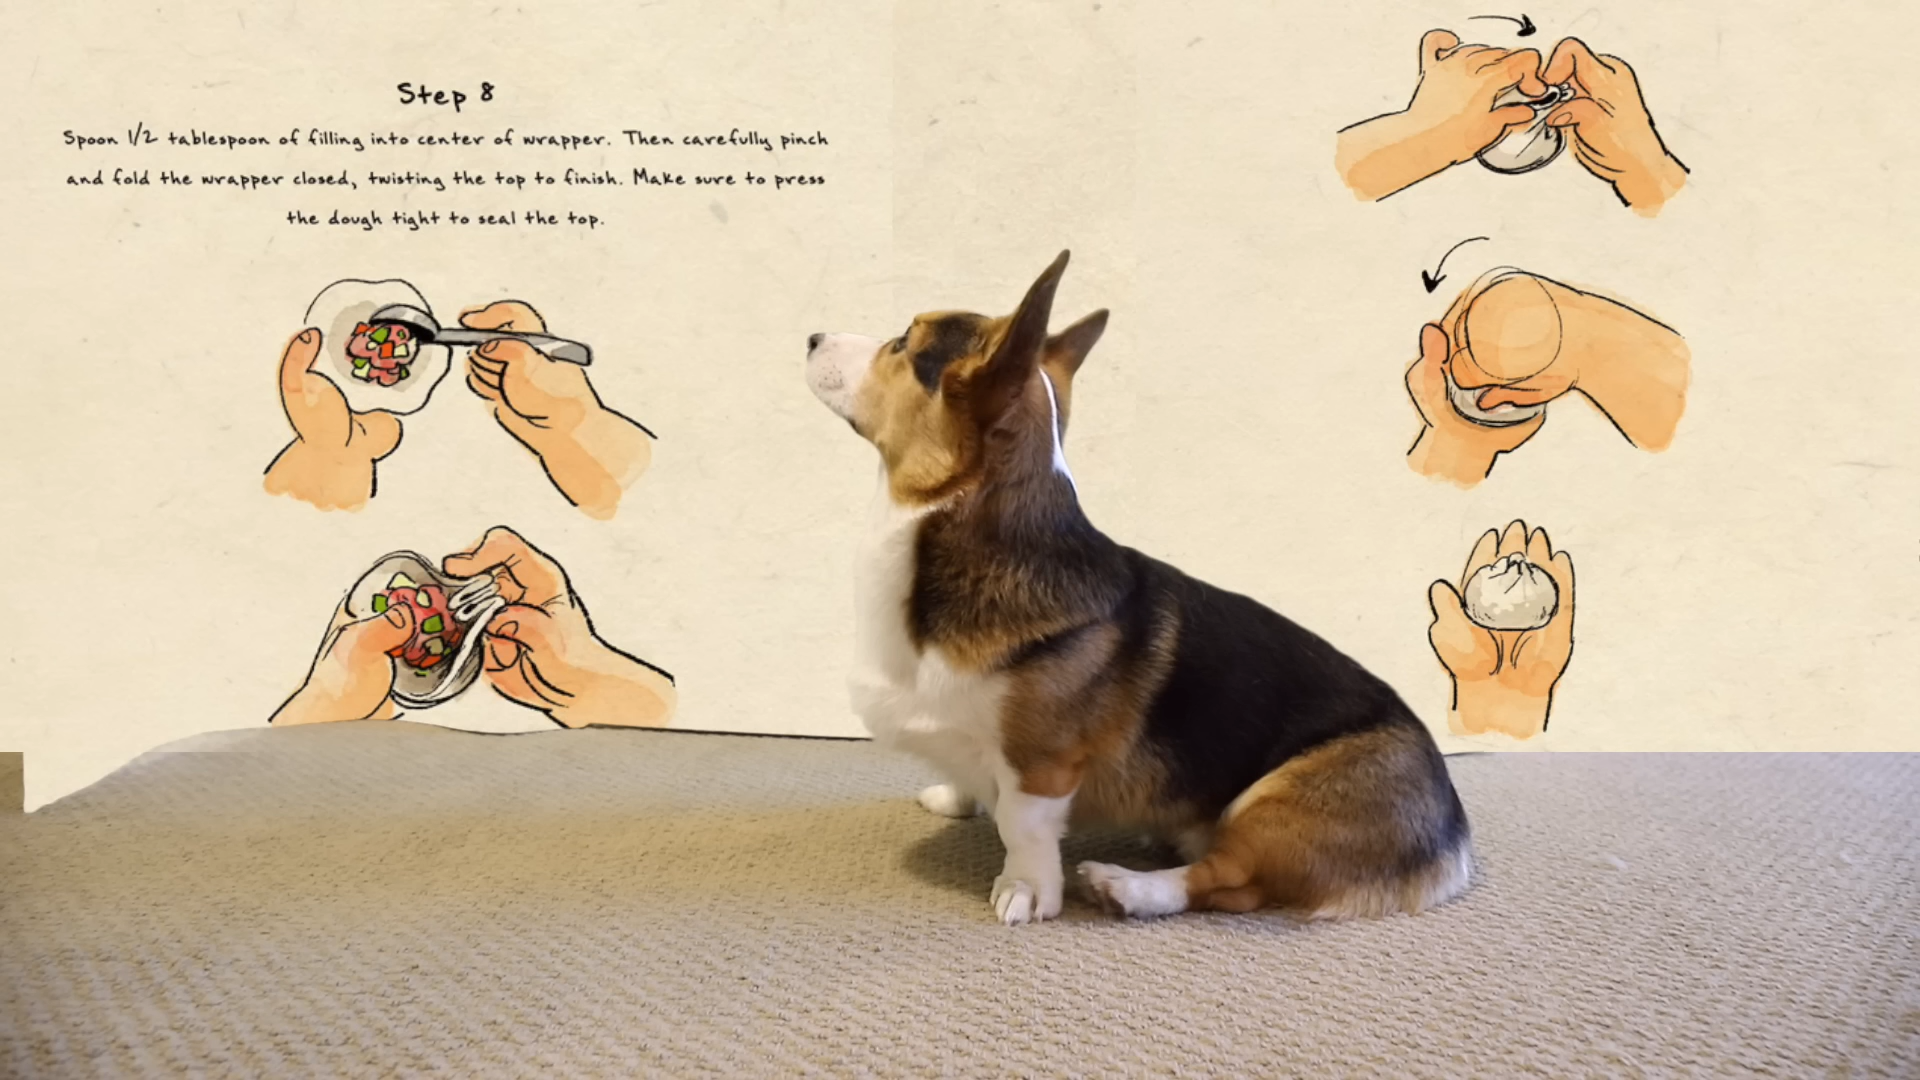 Step 8
Spoon 1/2 tablespoon of filling into center of wrapper. Then carefully pinch
and fold the wrapper closed, twisting the top to finish. Make sure to press
the dough tight to seal the top.